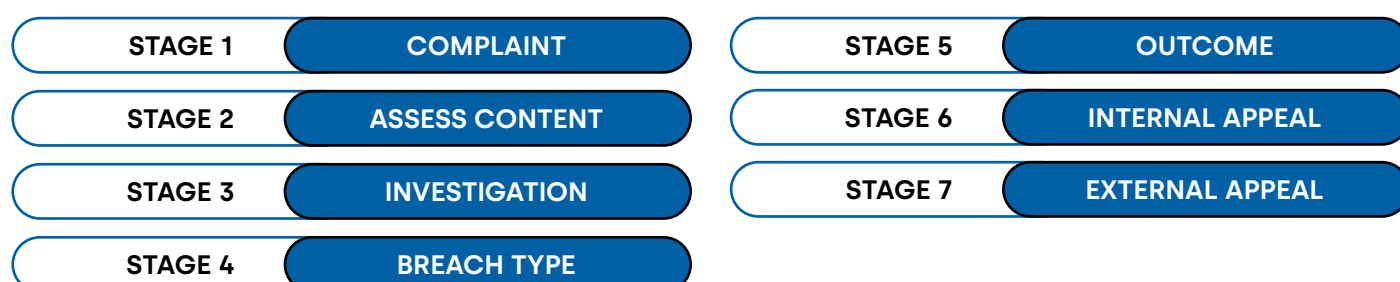 STAGE 1 COMPLAINT
STAGE 2 ASSESS CONTENT
STAGE 3 INVESTIGATION
STAGE 4 BREACH TYPE
STAGE 5 OUTCOME
STAGE 6 INTERNAL APPEAL
STAGE 7 EXTERNAL APPEAL